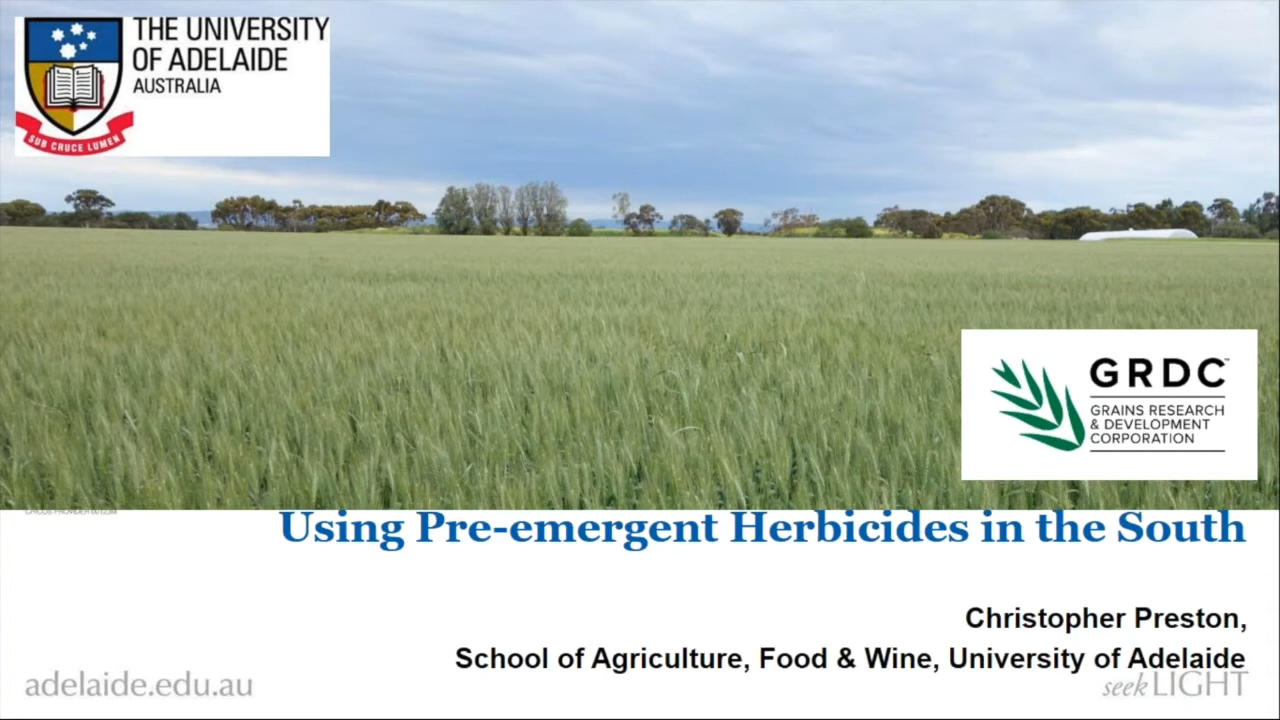 THE UNIVERSITY
OF ADELAIDE
AUSTRALIA
SUB CRUCE LUMEN
GRDC™
GRAINS RESEARCH
& DEVELOPMENT
CORPORATION
Using Pre-emergent Herbicides in the South
Christopher Preston,
School of Agriculture, Food & Wine, University of Adelaide
adelaide.edu.au
seek LIGHT